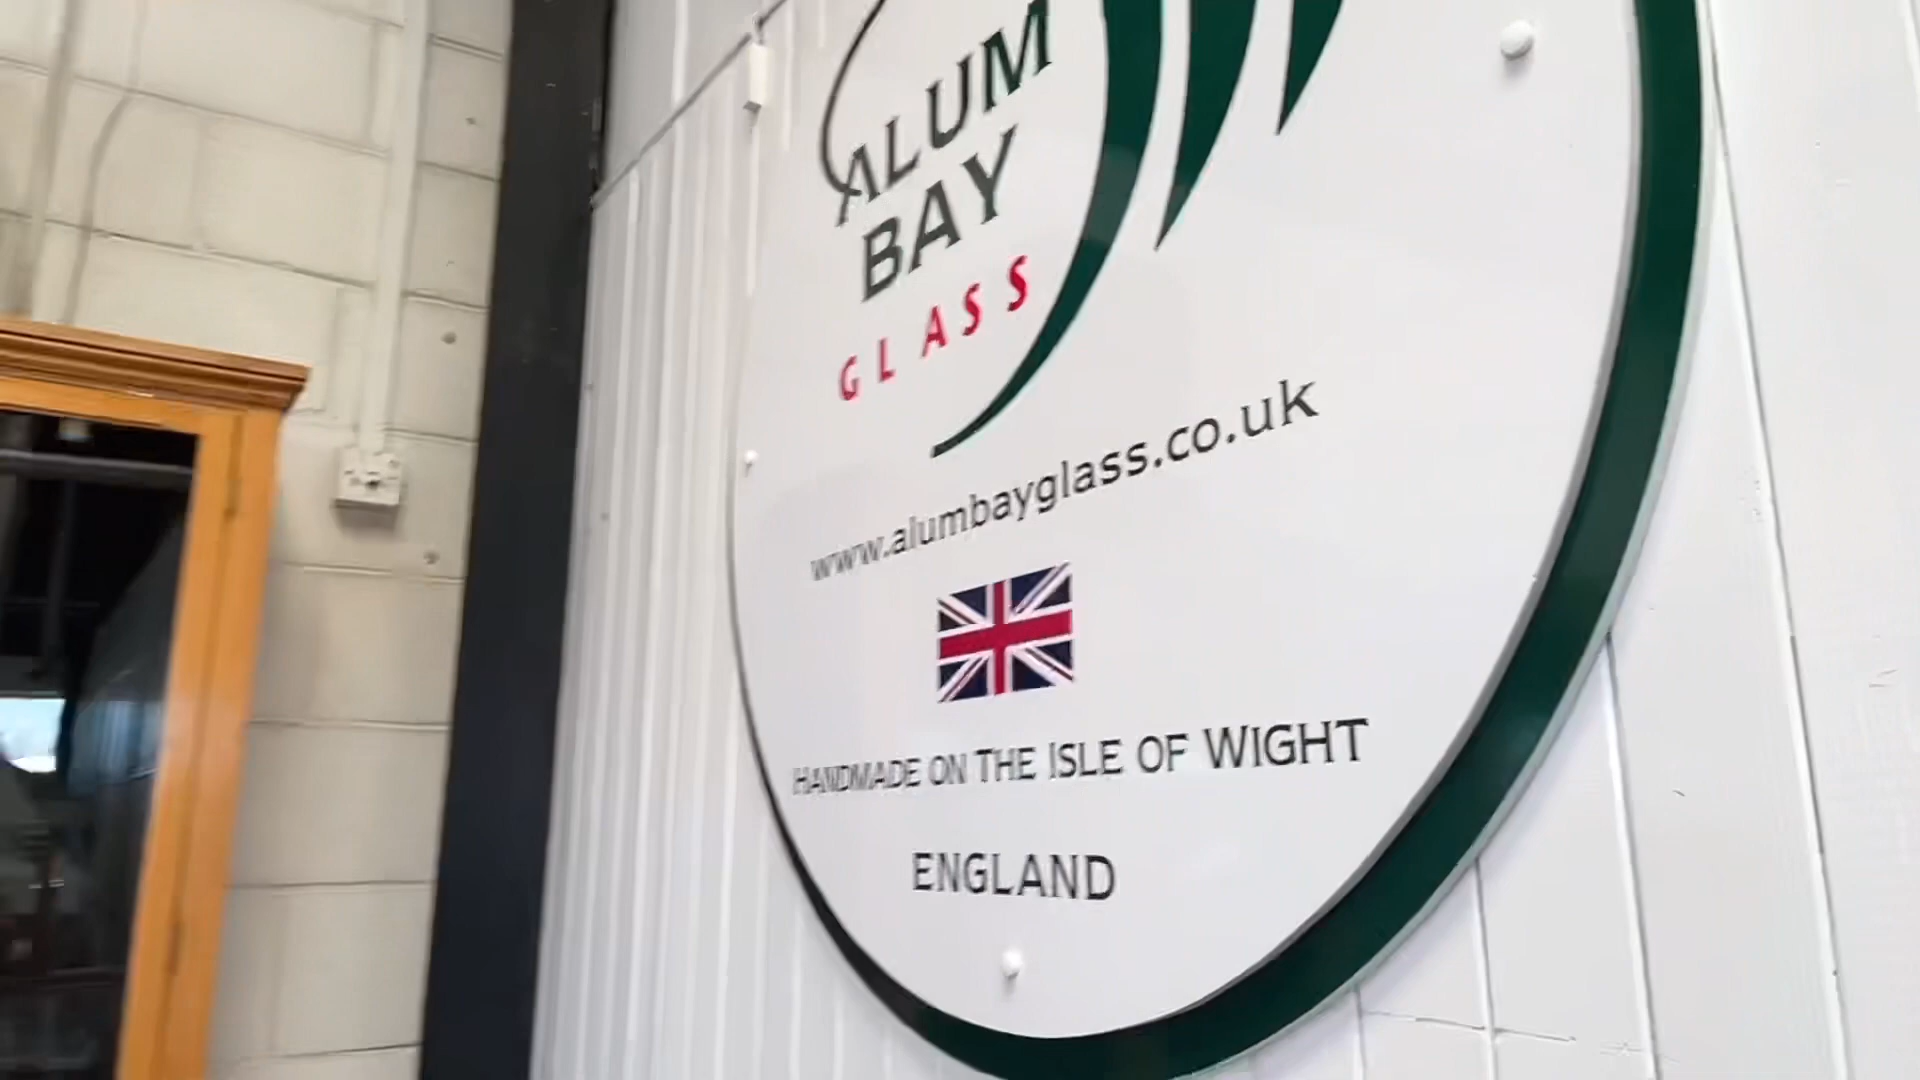 ALUM
BAY
GLASS
www.alumbayglass.co.uk
HANDMADE ON THE ISLE OF WIGHT
ENGLAND